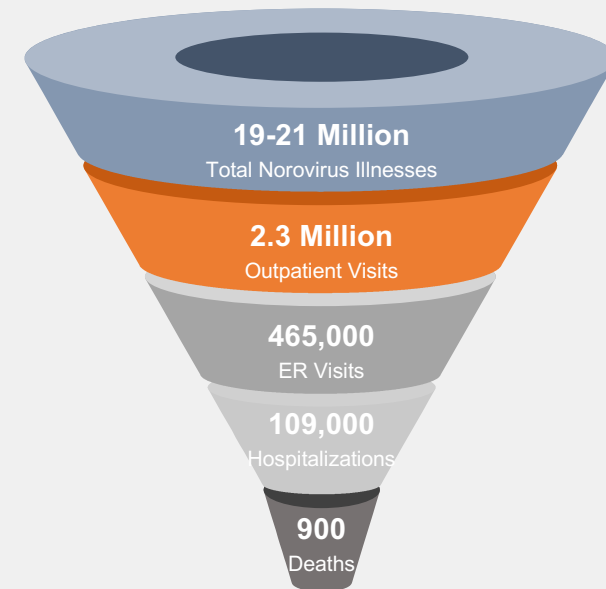 19-21 Million
Total Norovirus Illnesses
2.3 Million
Outpatient Visits
465,000
ER Visits
109,000
Hospitalizations
900
Deaths